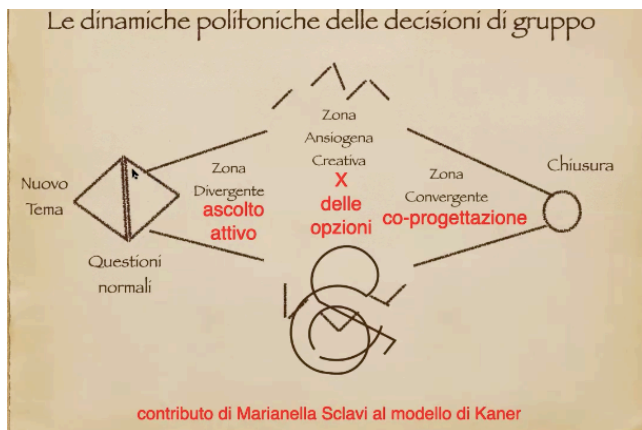 Le dinamiche polifoniche delle decisioni di gruppo
Nuovo
Tema
Questioni
normali
Zona
Divergente
ascolto
attivo
Zona
Ansiogena
Creativa
X
delle
opzioni
Zona
Convergente
co-progettazione
Chiusura
contributo di Marianella Sclavi al modello di Kaner